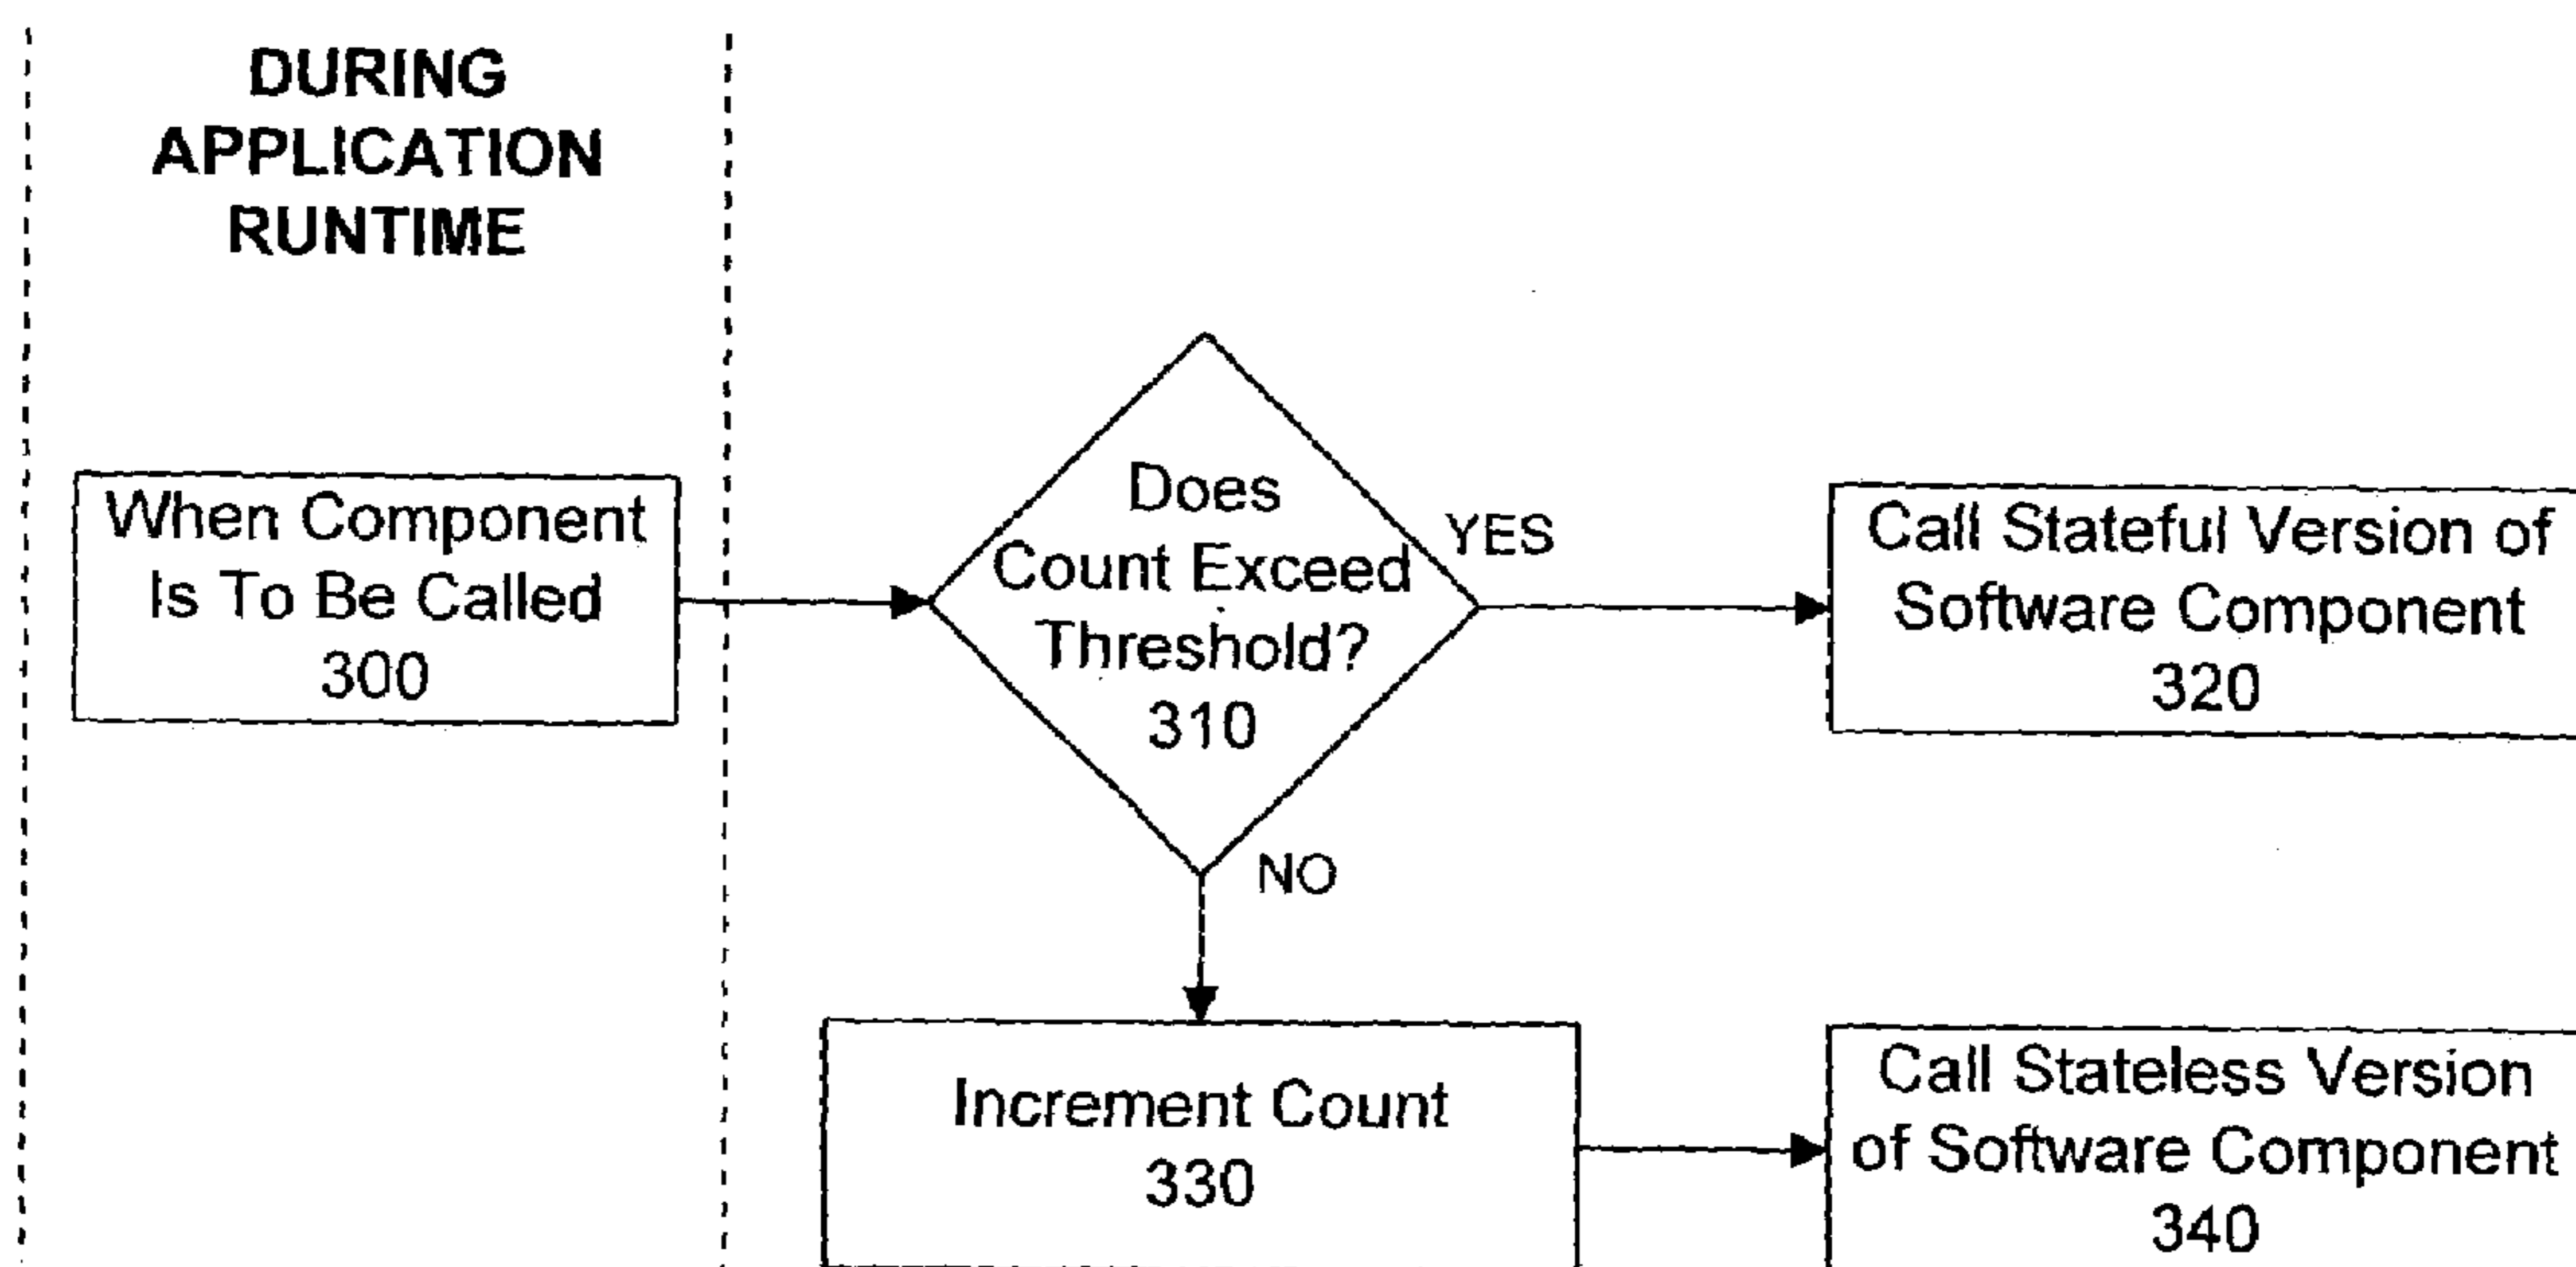 DURING
APPLICATION
RUNTIME
When Component
Is To Be Called
300
Does
Count Exceed
Threshold?
310
YES
Call Stateful Version of
Software Component
320
NO
Increment Count
330
Call Stateless Version
of Software Component
340